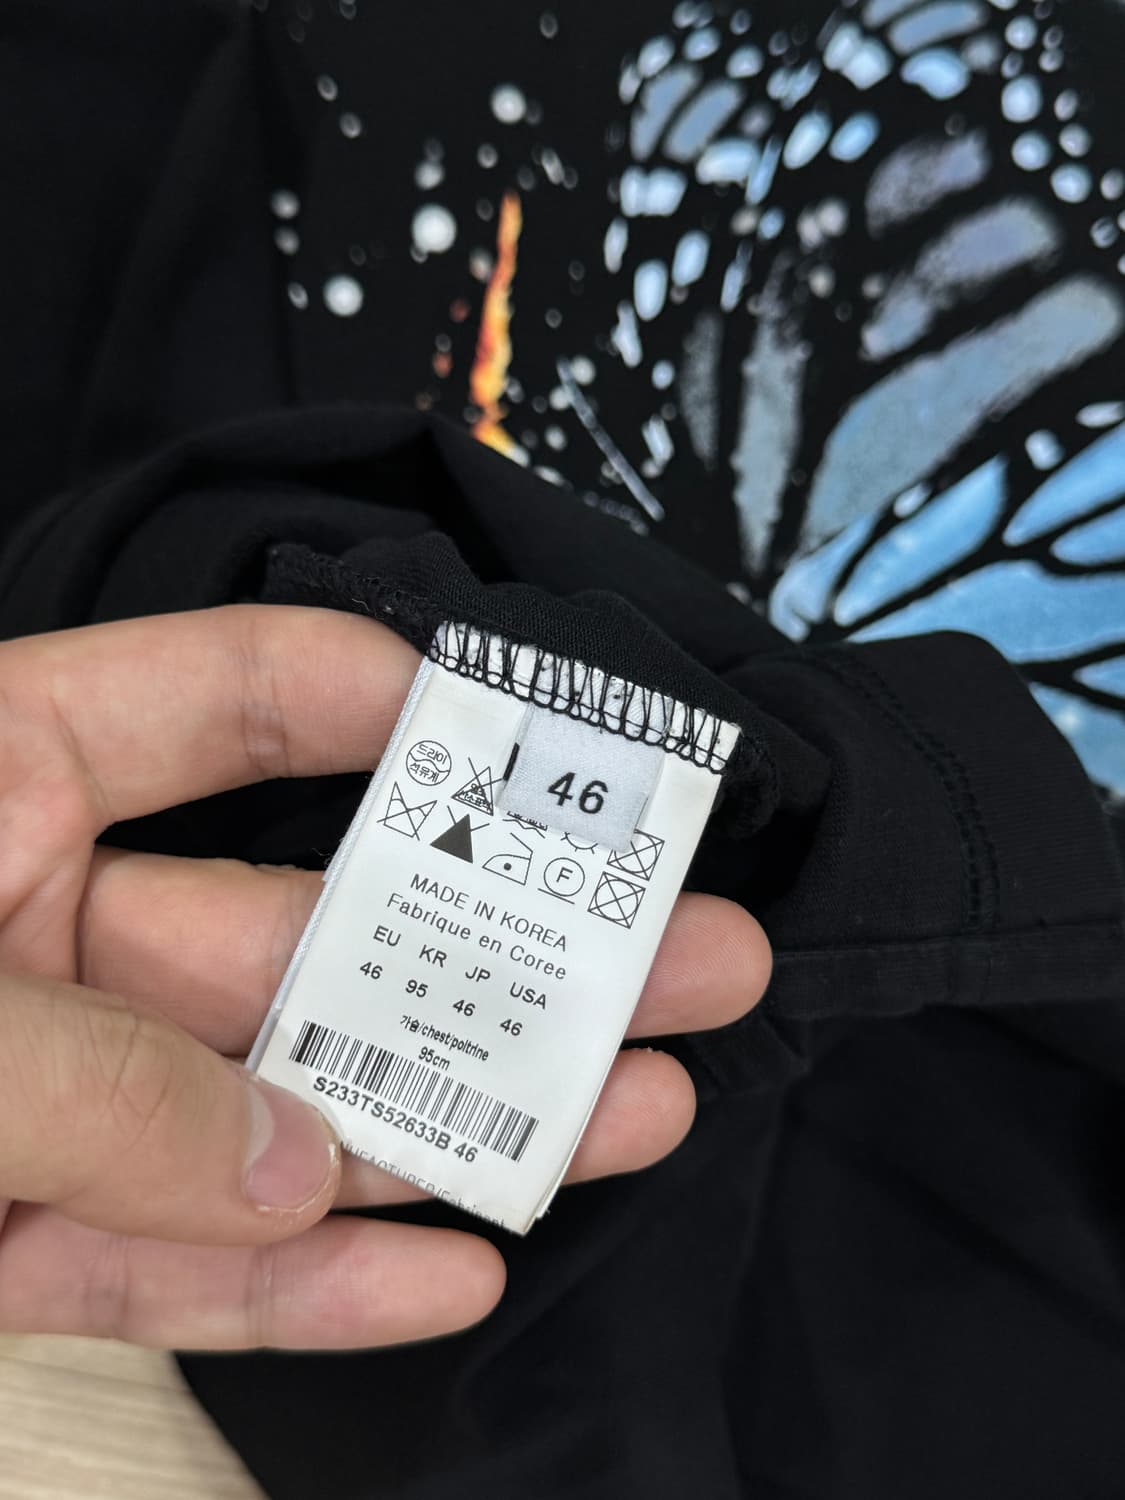 46
드라이
석유계
F
MADE IN KOREA
Fabrique en Coree
EU KR JP USA
46 95 46 46
가슴/chest/poitrine
95cm
S233TS52633B 46